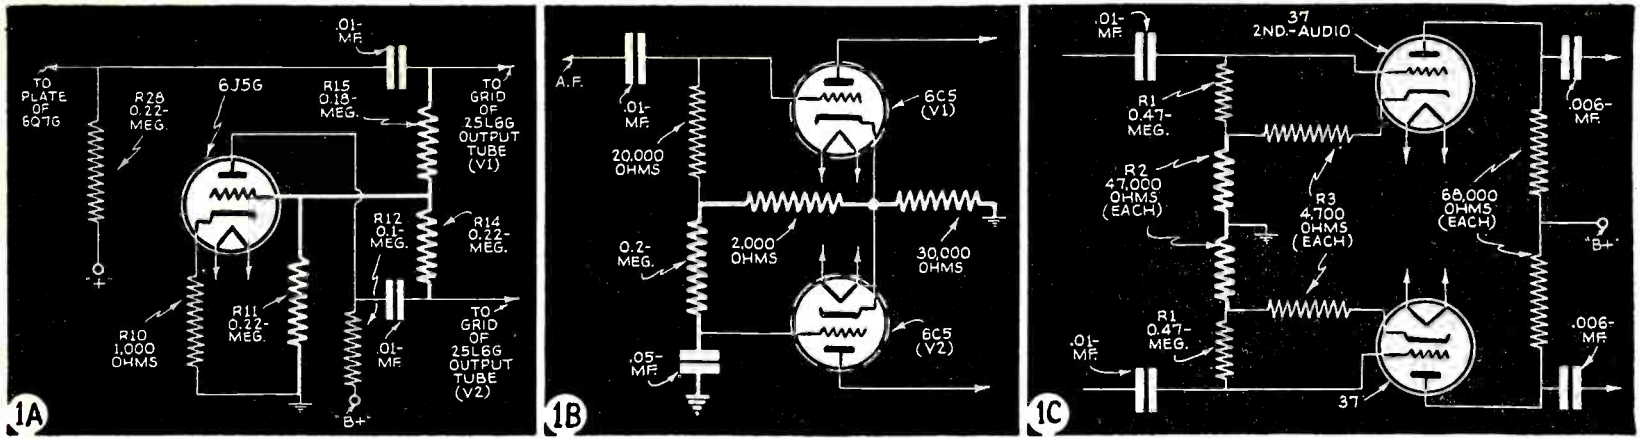 .01-
MF.
TO
PLATE
OF
6Q7G
R28
0.22-
MEG.
6J5G
R15
0.18-
MEG.
TO
GRID
OF
25L6G
OUTPUT
TUBE
(V1)
R12
0.1-
MEG.
R14
0.22-
MEG.
"+"
R10
1,000
OHMS
R11
0.22-
MEG.
.01-
MF.
TO
GRID
OF
25L6G
OUTPUT
TUBE
(V2)
"B+"
1A
A.F.
.01-
MF.
20,000
OHMS
6C5
(V1)
0.2-
MEG.
2,000
OHMS
30,000
OHMS
.05-
MF.
6C5
(V2)
1B
.01-
MF.
37
2ND.-AUDIO
R1
0.47-
MEG.
.006-
MF.
R2
47,000
OHMS
(EACH)
R3
4,700
OHMS
(EACH)
68,000
OHMS
(EACH)
"B+"
R1
0.47-
MEG.
.01-
MF.
.006-
MF.
37
1C